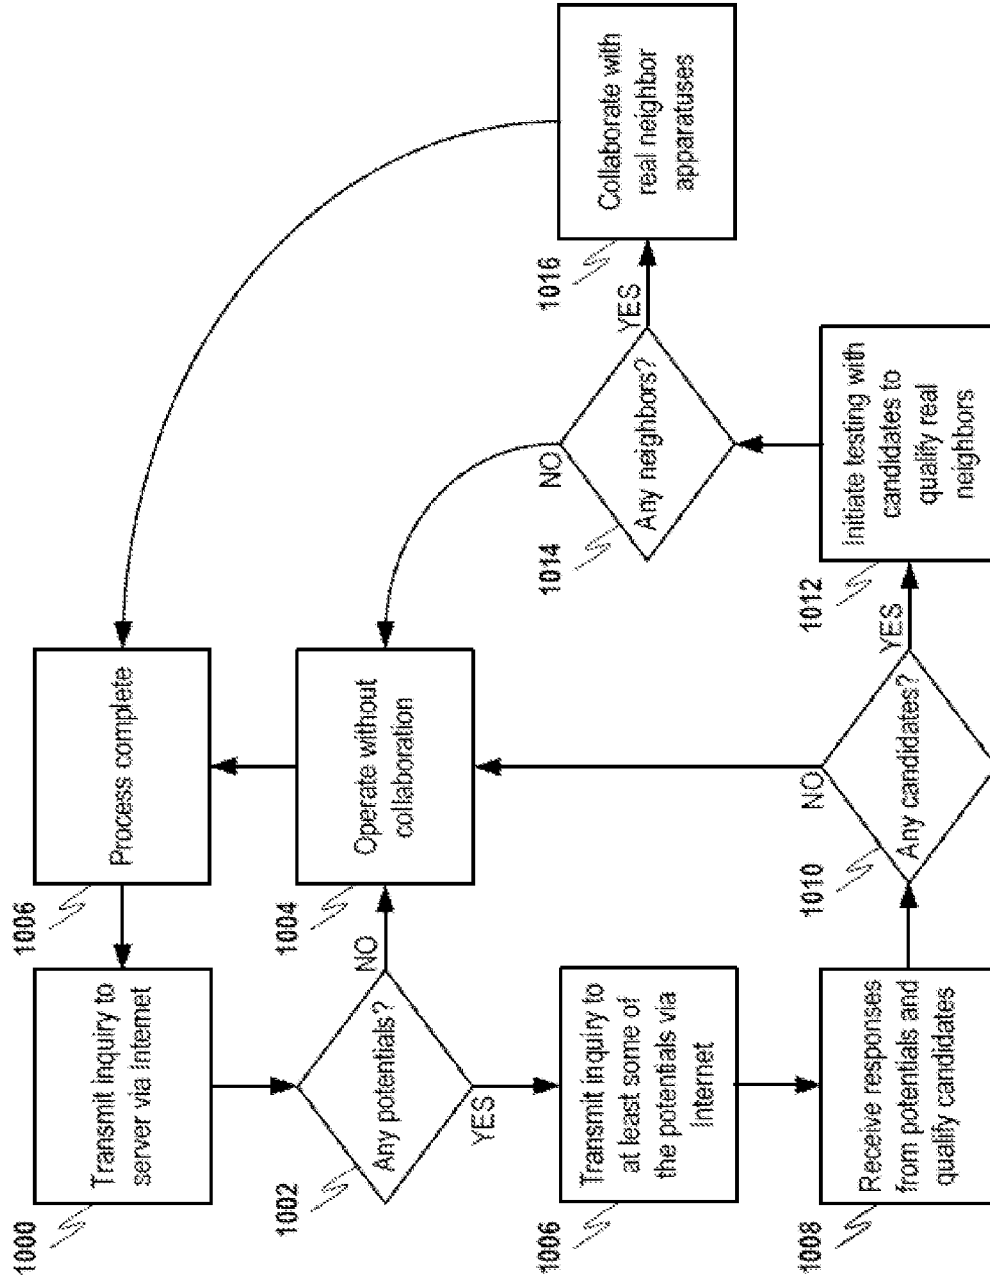 1000
Transmit inquiry to
server via internet
1006
Process complete
1002
Any potentials?
NO
YES
1004
Operate without
collaboration
1006
Transmit inquiry to
at least some of
the potentials via
Internet
1008
Receive responses
from potentials and
qualify candidates
1010
Any candidates?
NO
YES
1012
Initiate testing with
candidates to
qualify real
neighbors
1014
Any neighbors?
NO
YES
1016
Collaborate with
real neighbor
apparatuses